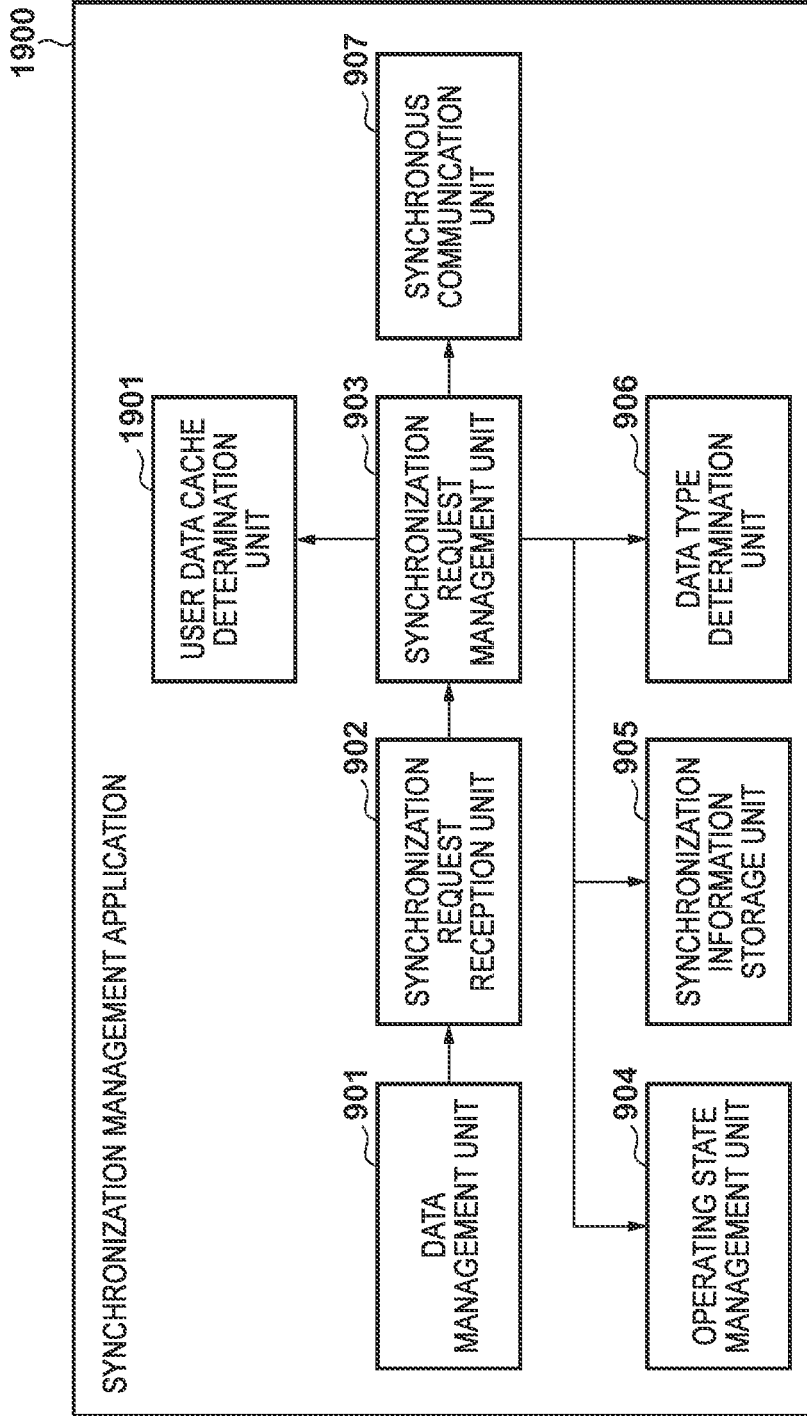 1900
SYNCHRONIZATION MANAGEMENT APPLICATION
1901
USER DATA CACHE
DETERMINATION
UNIT
901
DATA
MANAGEMENT UNIT
902
SYNCHRONIZATION
REQUEST
RECEPTION UNIT
903
SYNCHRONIZATION
REQUEST
MANAGEMENT UNIT
907
SYNCHRONOUS
COMMUNICATION
UNIT
904
OPERATING STATE
MANAGEMENT UNIT
905
SYNCHRONIZATION
INFORMATION
STORAGE UNIT
906
DATA TYPE
DETERMINATION
UNIT